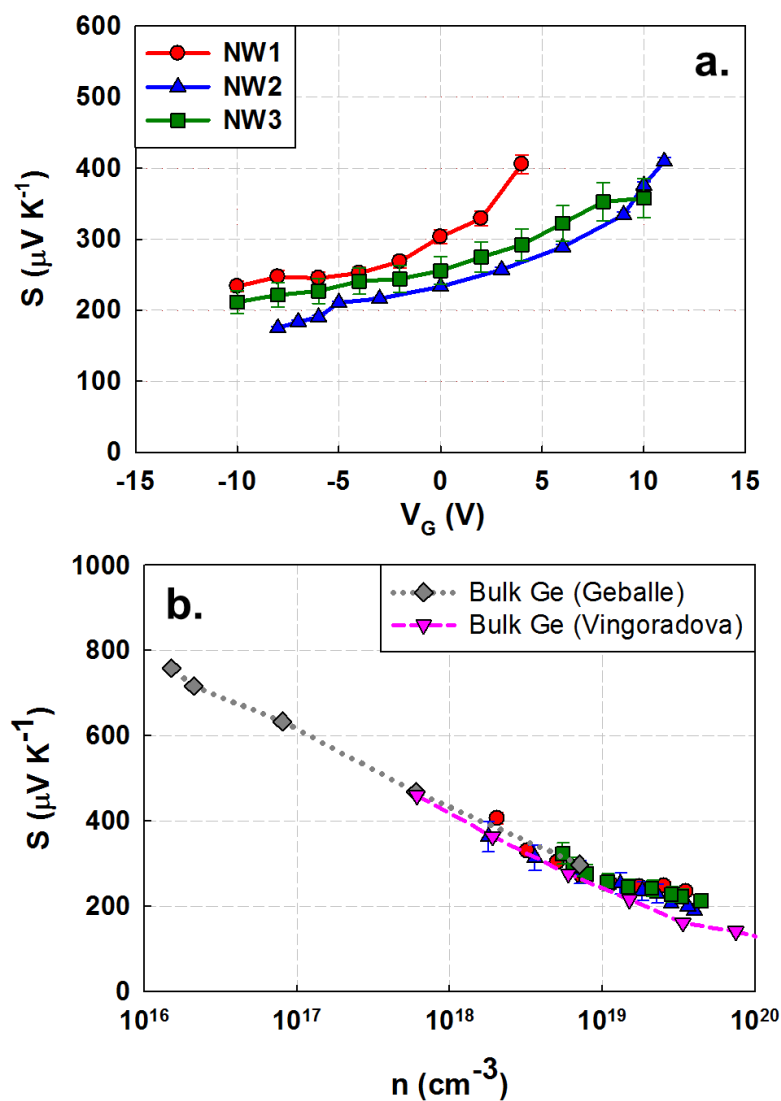 600
500
400
300
200
100
0
S (μV K⁻¹)
NW1
NW2
NW3
a.
-15 -10 -5 0 5 10 15
V_G (V)
1000
800
600
400
200
0
S (μV K⁻¹)
b.
Bulk Ge (Geballe)
Bulk Ge (Vingoradova)
10¹⁶ 10¹⁷ 10¹⁸ 10¹⁹ 10²⁰
n (cm⁻³)